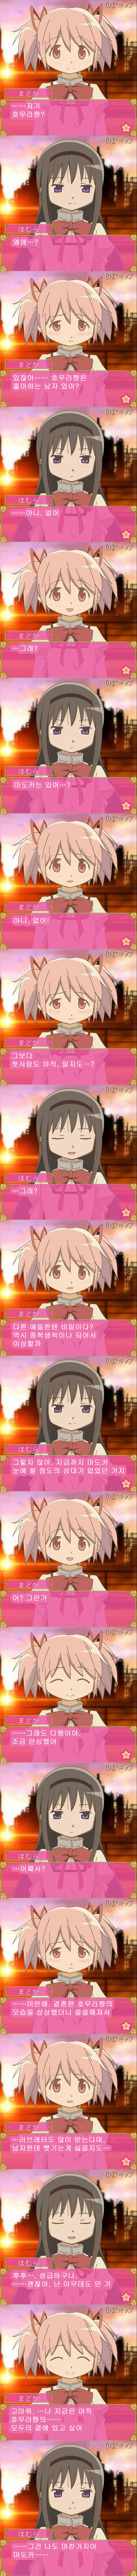 まどか
……저기
호무라짱?
ほむら
왜에…?
まどか
있잖아…… 호무라짱은
좋아하는 남자 있어?
ほむら
……아니, 없어
まどか
…그래?
ほむら
마도카는 있어…?
まどか
아니, 없어!
まどか
그보다
첫사랑도 아직, 일지도…?
ほむら
…그래?
まどか
다른 애들한텐 비밀이다?
역시 중학생씩이나 되어서
이상할까
ほむら
그렇지 않아, 지금까지 마도카
눈에 찰 정도의 상대가 없었던 거지
まどか
어? 그런가
まどか
……그래도 다행이야,
조금 안심했어
ほむら
…어째서?
まどか
……미안해, 결혼한 호무라짱의
모습을 상상했더니 쓸쓸해져서
まどか
…러브레터도 많이 받는다며,
남자한테 뺏기는게 싫을지도…
ほむら
후후…, 성급하구나
……괜찮아, 난 아무데도 안 가
まどか
고마워, …나 지금은 아직
호무라짱의……
모두의 곁에 있고 싶어
ほむら
……그건 나도 마찬가지야
마도카……